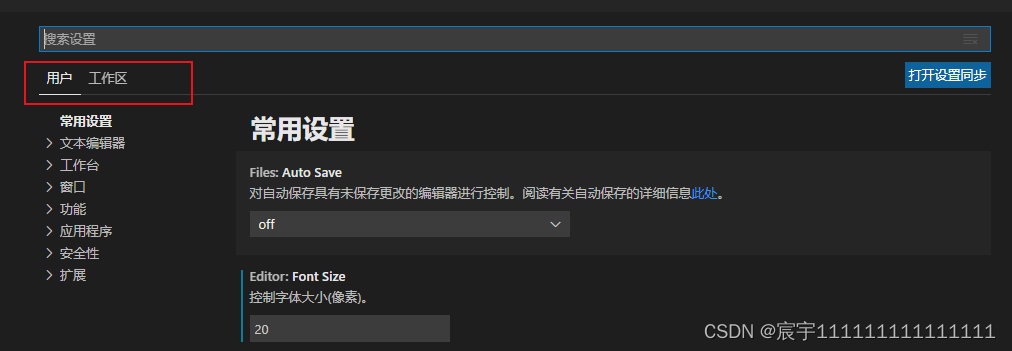 搜索设置
用户 工作区
打开设置同步
常用设置
文本编辑器
工作台
窗口
功能
应用程序
安全性
扩展
常用设置
Files: Auto Save
对自动保存具有未保存更改的编辑器进行控制。阅读有关自动保存的详细信息此处。
off
Editor: Font Size
控制字体大小(像素)。
20
CSDN @宸宇111111111111111